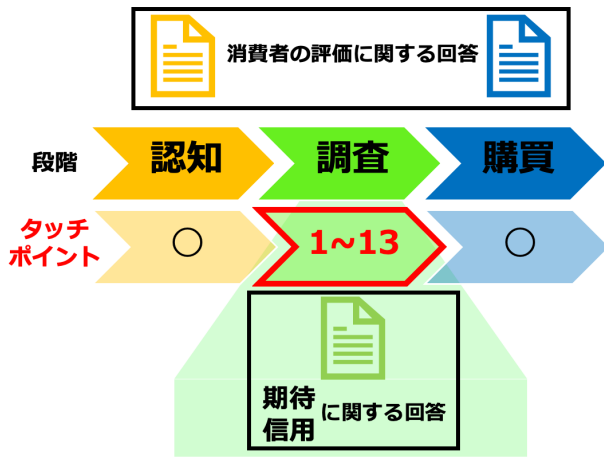 消費者の評価に関する回答
段階
認知
調査
購買
タッチ
ポイント
○
1~13
○
期待
信用
に関する回答